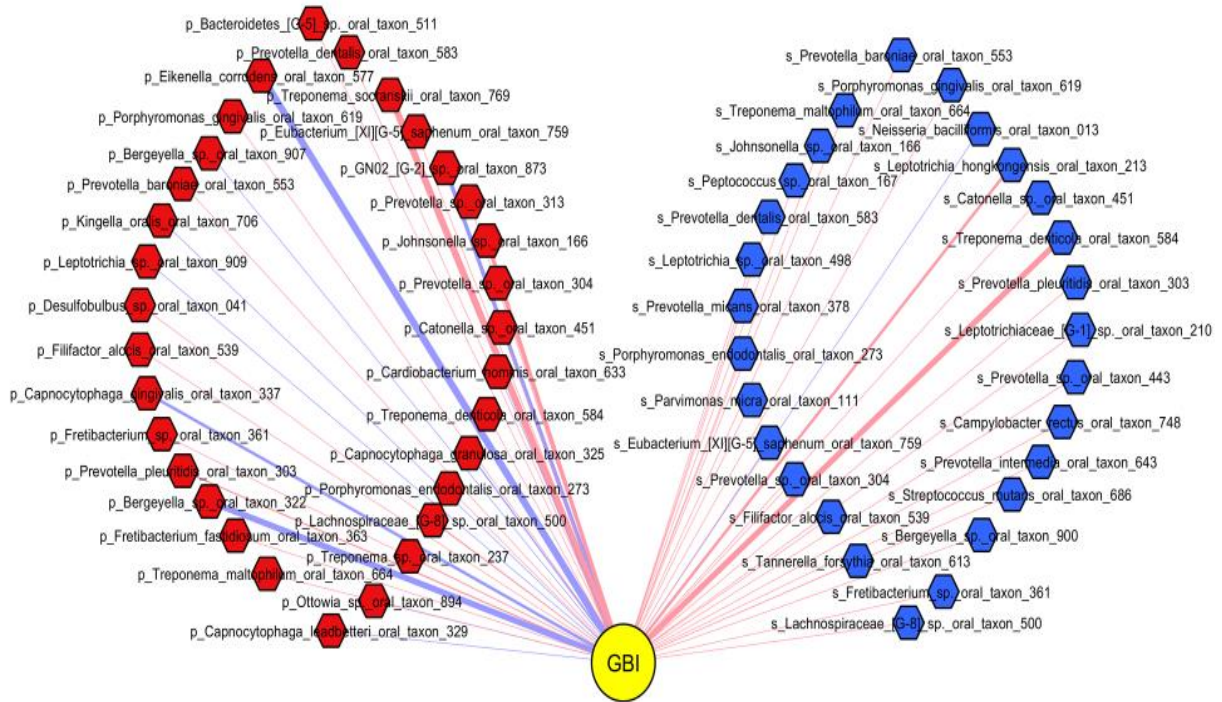 p_Bacteroidetes_[G-5]_sp._oral_taxon_511
p_Prevotella_dentalis_oral_taxon_583
p_Eikenella_corrodens_oral_taxon_577
p_Treponema_socranskii_oral_taxon_769
p_Porphyromonas_gingivalis_oral_taxon_619
p_Eubacterium_[XI][G-5]_saphenum_oral_taxon_759
p_Bergeyella_sp._oral_taxon_907
p_GN02_[G-2]_sp._oral_taxon_873
p_Prevotella_baroniae_oral_taxon_553
p_Prevotella_sp._oral_taxon_313
p_Kingella_oralis_oral_taxon_706
p_Johnsonella_sp._oral_taxon_166
p_Leptotrichia_sp._oral_taxon_909
p_Prevotella_sp._oral_taxon_304
p_Desulfobulbus_sp._oral_taxon_041
p_Catonella_sp._oral_taxon_451
p_Filifactor_alocis_oral_taxon_539
p_Cardiobacterium_hominis_oral_taxon_633
p_Capnocytophaga_gingivalis_oral_taxon_337
p_Treponema_denticola_oral_taxon_584
p_Fretibacterium_sp._oral_taxon_361
p_Capnocytophaga_granulosa_oral_taxon_325
p_Prevotella_pleuritidis_oral_taxon_303
p_Porphyromonas_endodontalis_oral_taxon_273
p_Bergeyella_sp._oral_taxon_322
p_Lachnospiraceae_[G-8]_sp._oral_taxon_500
p_Fretibacterium_fastidiosum_oral_taxon_363
p_Treponema_sp._oral_taxon_237
p_Treponema_maltophilum_oral_taxon_664
p_Ottowia_sp._oral_taxon_894
p_Capnocytophaga_leadbetteri_oral_taxon_329
s_Prevotella_baroniae_oral_taxon_553
s_Porphyromonas_gingivalis_oral_taxon_619
s_Treponema_maltophilum_oral_taxon_664
s_Neisseria_bacilliformis_oral_taxon_013
s_Johnsonella_sp._oral_taxon_166
s_Leptotrichia_hongkongensis_oral_taxon_213
s_Peptococcus_sp._oral_taxon_167
s_Catonella_sp._oral_taxon_451
s_Prevotella_dentalis_oral_taxon_583
s_Treponema_denticola_oral_taxon_584
s_Leptotrichia_sp._oral_taxon_498
s_Prevotella_pleuritidis_oral_taxon_303
s_Prevotella_micans_oral_taxon_378
s_Leptotrichiaceae_[G-1]_sp._oral_taxon_210
s_Porphyromonas_endodontalis_oral_taxon_273
s_Prevotella_sp._oral_taxon_443
s_Parvimonas_micra_oral_taxon_111
s_Campylobacter_rectus_oral_taxon_748
s_Eubacterium_[XI][G-5]_saphenum_oral_taxon_759
s_Prevotella_intermedia_oral_taxon_643
s_Prevotella_sp._oral_taxon_304
s_Streptococcus_mutans_oral_taxon_686
s_Filifactor_alocis_oral_taxon_539
s_Bergeyella_sp._oral_taxon_900
s_Tannerella_forsythia_oral_taxon_613
s_Fretibacterium_sp._oral_taxon_361
s_Lachnospiraceae_[G-8]_sp._oral_taxon_500
GBI